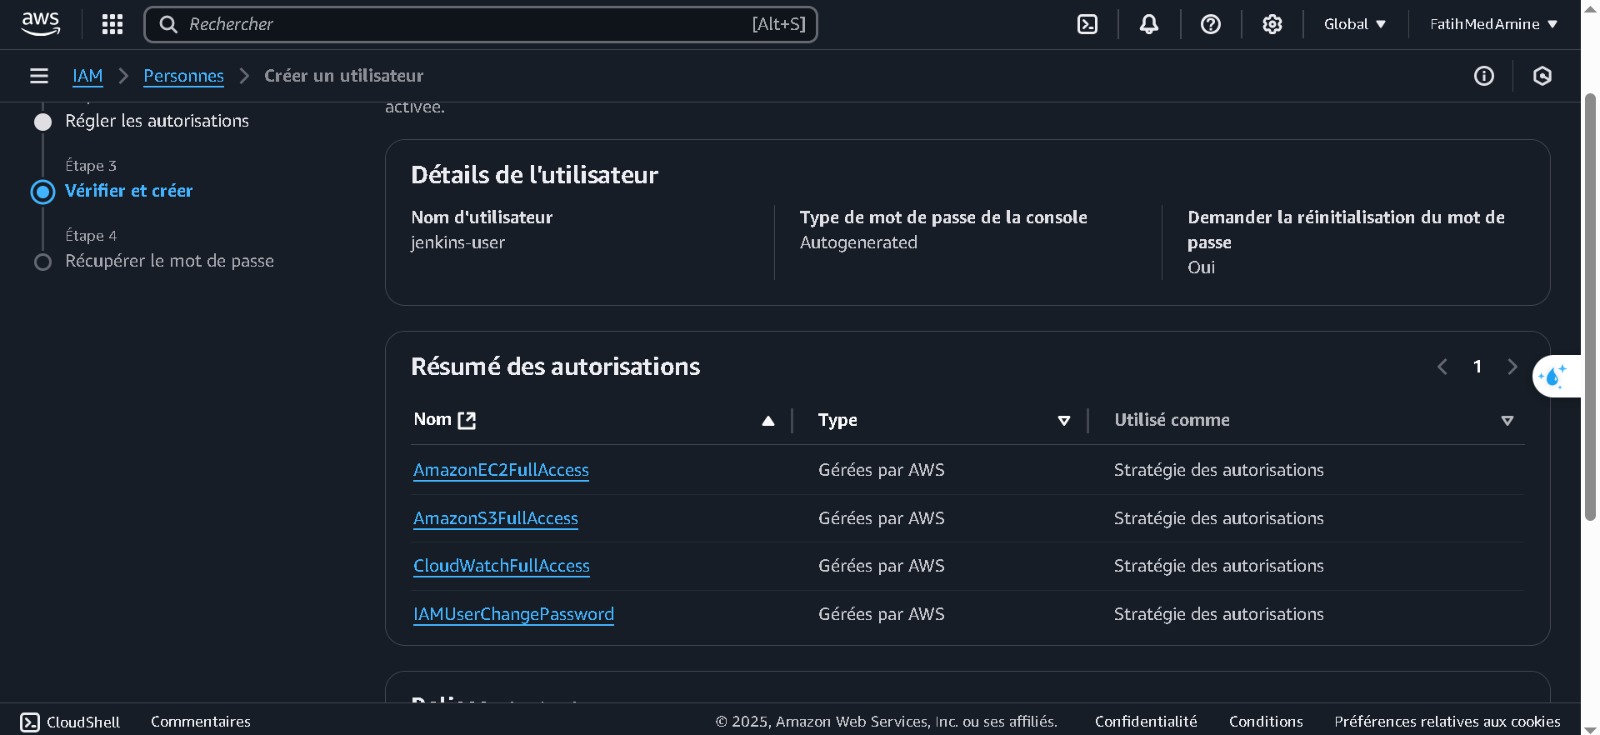 aws
Rechercher [Alt+S]
Global FatihMedAmine
IAM Personnes Créer un utilisateur
activée.
Régler les autorisations
Étape 3
Vérifier et créer
Étape 4
Récupérer le mot de passe
Détails de l'utilisateur
Nom d'utilisateur
jenkins-user
Type de mot de passe de la console
Autogenerated
Demander la réinitialisation du mot de
passe
Oui
Résumé des autorisations
1
Nom Type Utilisé comme
AmazonEC2FullAccess Gérées par AWS Stratégie des autorisations
AmazonS3FullAccess Gérées par AWS Stratégie des autorisations
CloudWatchFullAccess Gérées par AWS Stratégie des autorisations
IAMUserChangePassword Gérées par AWS Stratégie des autorisations
CloudShell Commentaires © 2025, Amazon Web Services, Inc. ou ses affiliés. Confidentialité Conditions Préférences relatives aux cookies